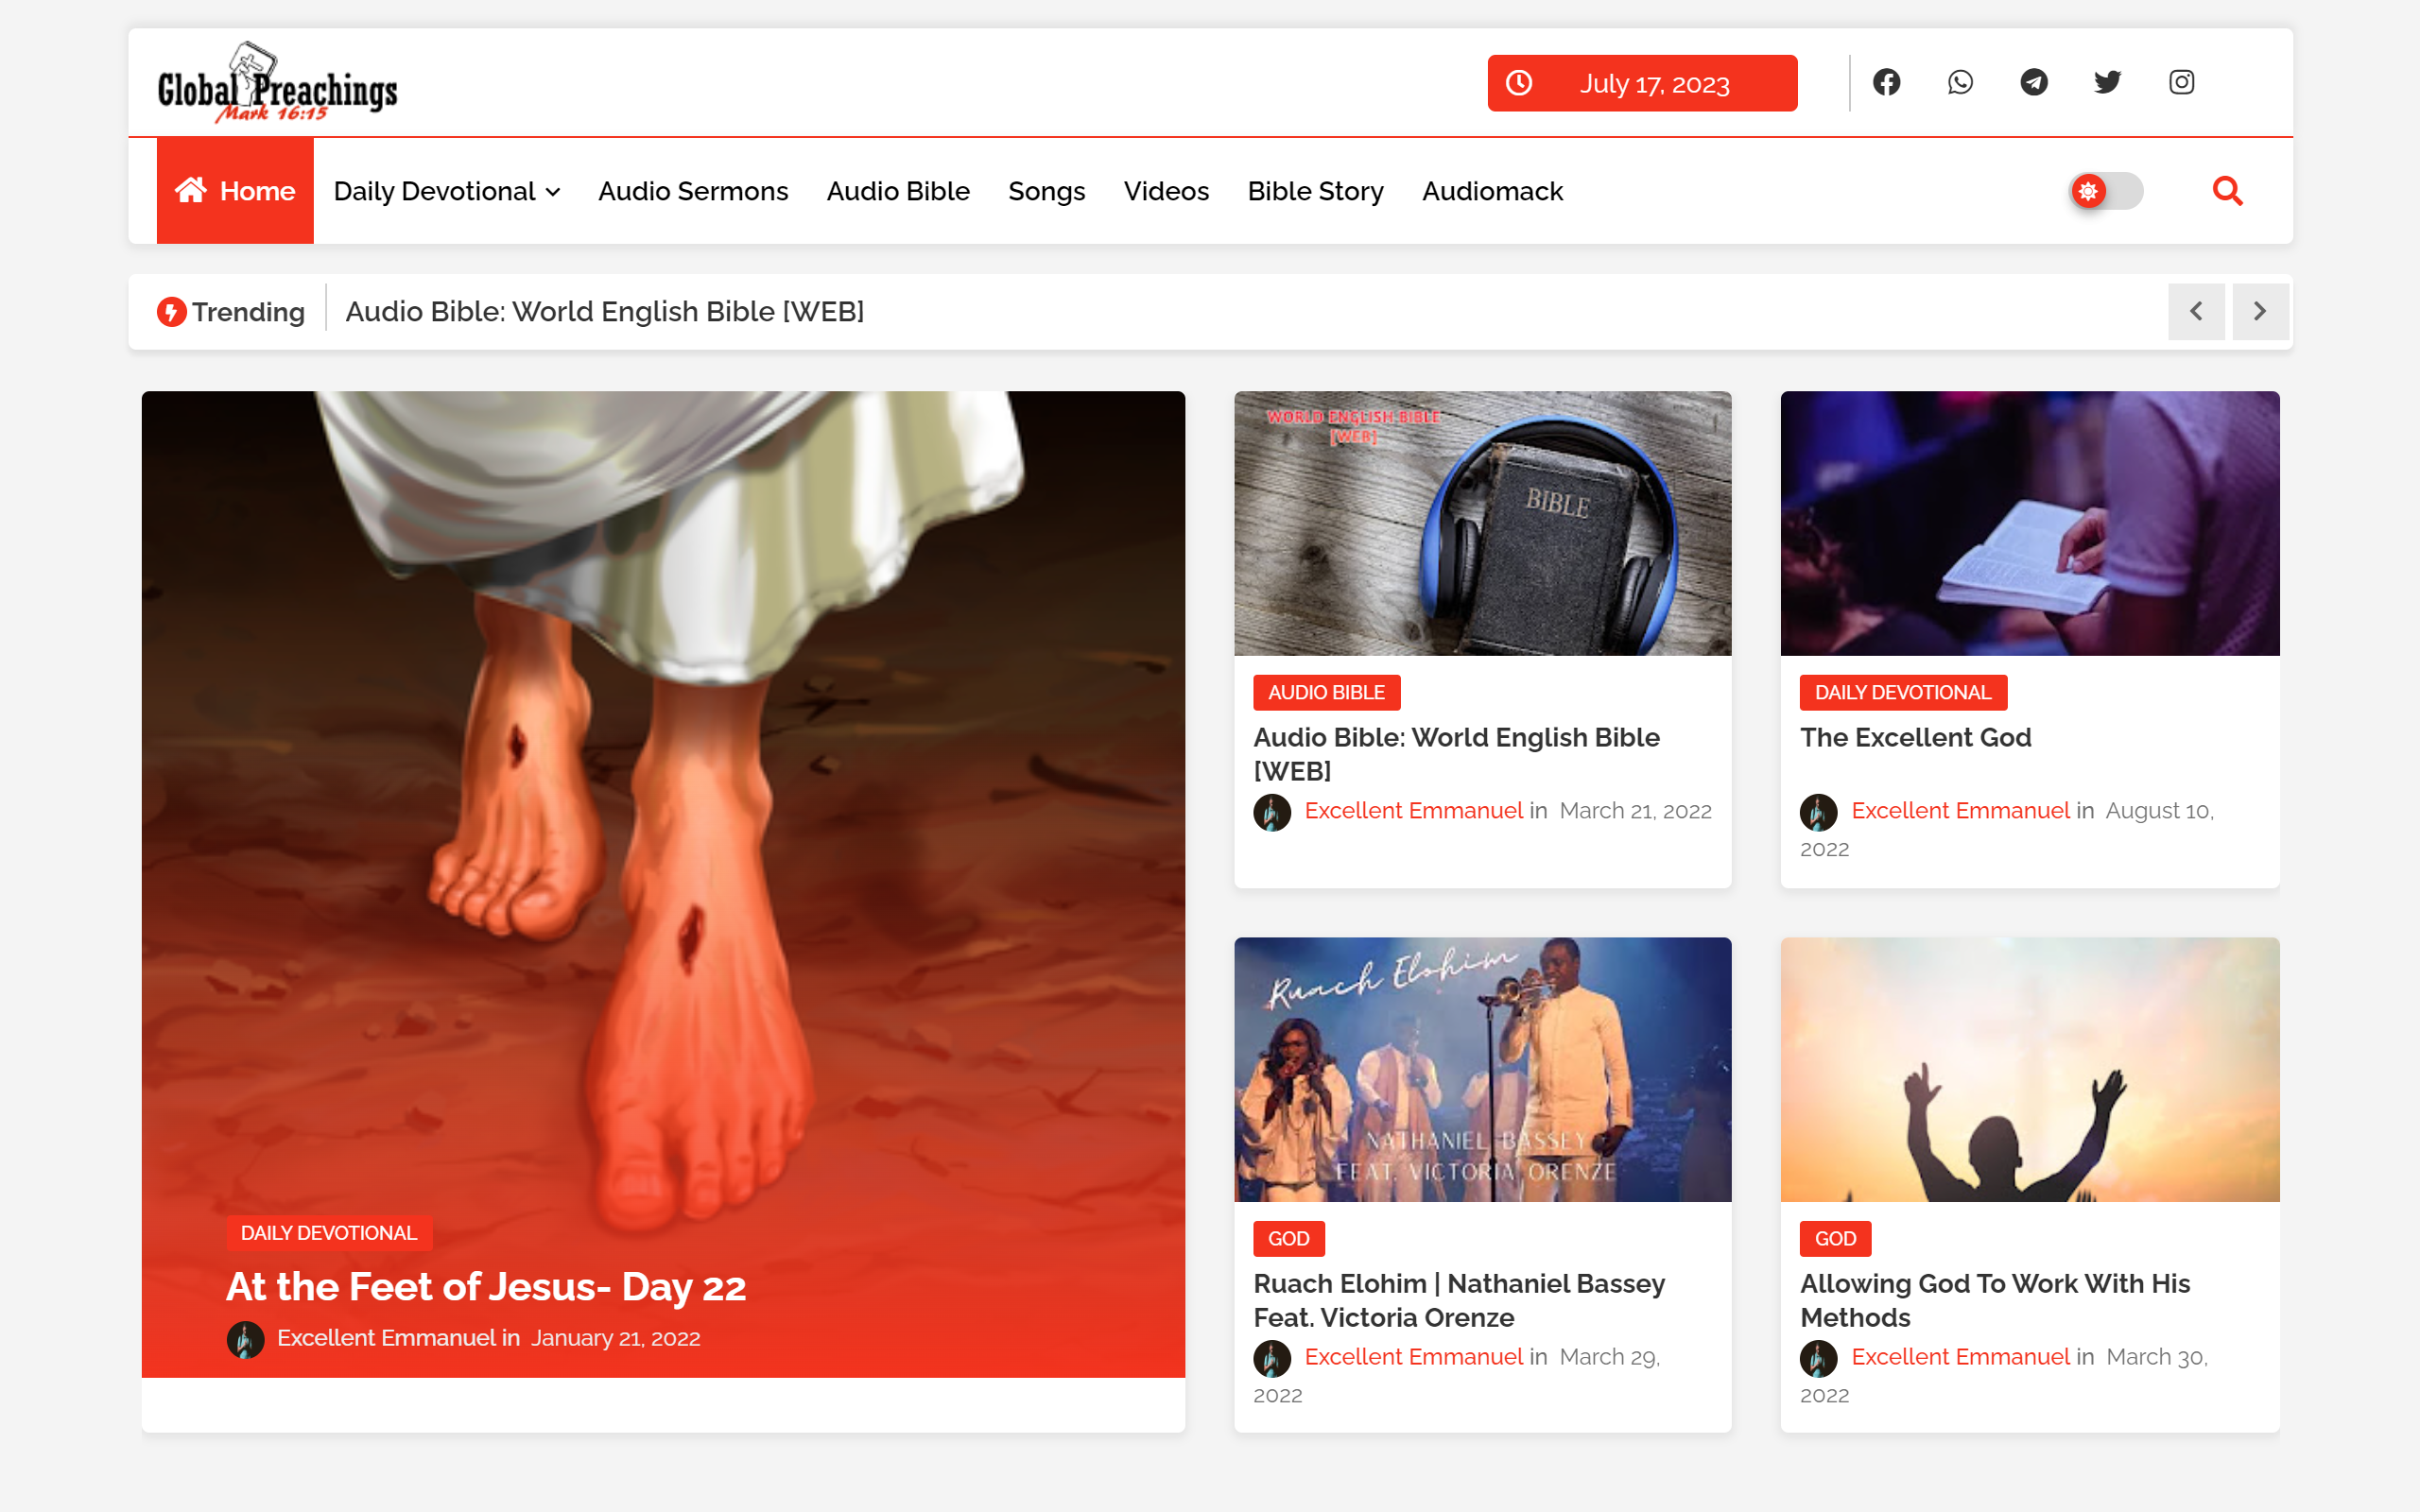 Global Preachings
Mark 16:15
July 17, 2023
Home
Daily Devotional
Audio Sermons
Audio Bible
Songs
Videos
Bible Story
Audiomack
Trending
Audio Bible: World English Bible [WEB]
DAILY DEVOTIONAL
At the Feet of Jesus- Day 22
Excellent Emmanuel in January 21, 2022
WORLD ENGLISH BIBLE
[WEB]
BIBLE
AUDIO BIBLE
Audio Bible: World English Bible
[WEB]
Excellent Emmanuel in March 21, 2022
DAILY DEVOTIONAL
The Excellent God
Excellent Emmanuel in August 10,
2022
Ruach Elohim
NATHANIEL BASSEY
FEAT. VICTORIA ORENZE
GOD
Ruach Elohim | Nathaniel Bassey
Feat. Victoria Orenze
Excellent Emmanuel in March 29,
2022
GOD
Allowing God To Work With His
Methods
Excellent Emmanuel in March 30,
2022